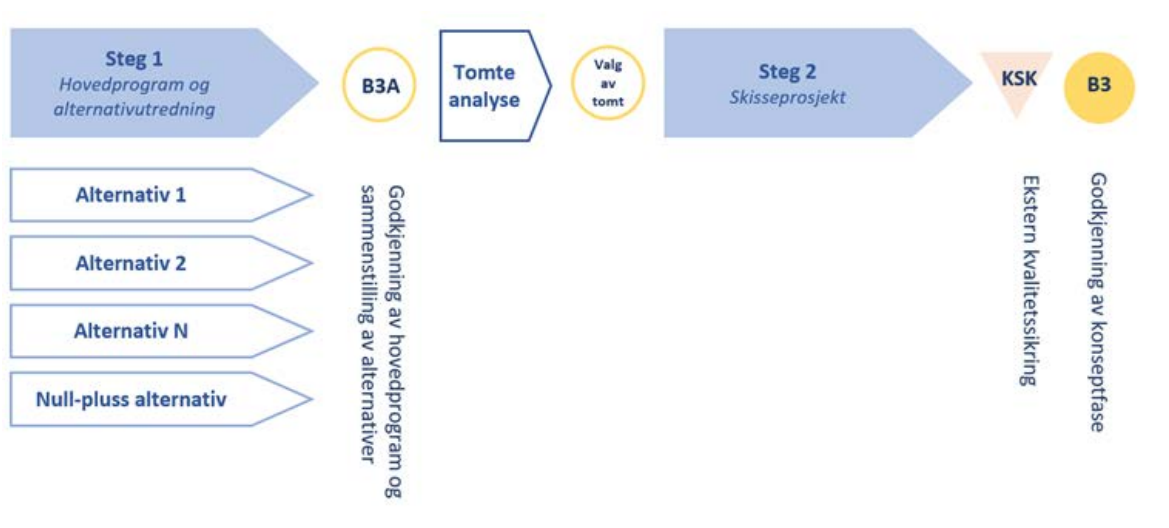 Steg 1
Hovedprogram og
alternativutredning
B3A
Tomte
analyse
Valg
av
tomt
Steg 2
Skisseprosjekt
KSK
B3
Alternativ 1
Alternativ 2
Alternativ N
Null-pluss alternativ
Godkjenning av hovedprogram og
sammenstilling av alternativer
Ekstern kvalitetssikring
Godkjenning av konseptfase